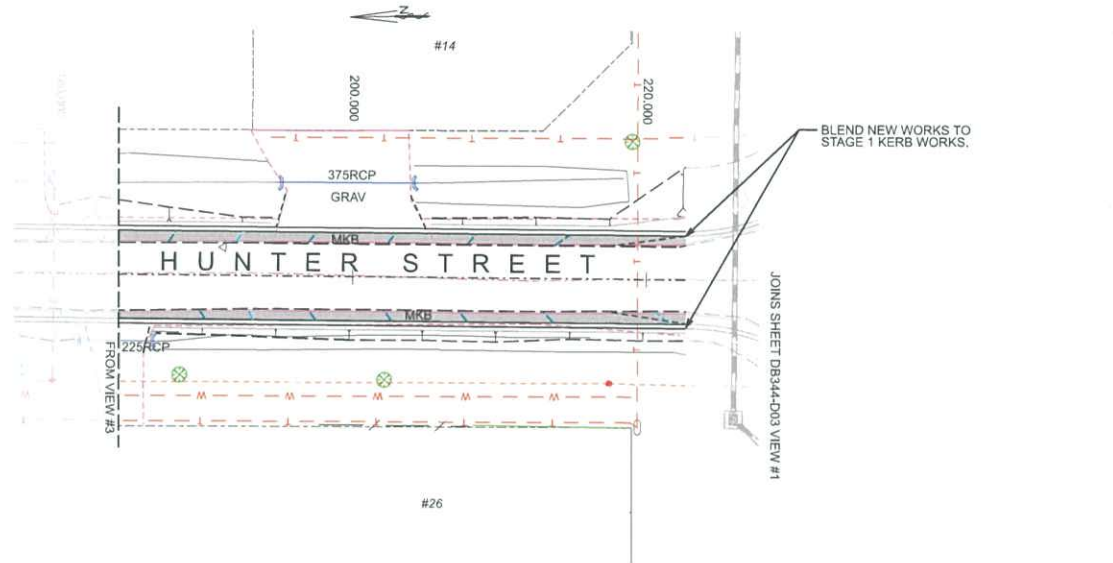 #14
200.000
220.000
BLEND NEW WORKS TO
STAGE 1 KERB WORKS.
375RCP
GRAV
MKB
HUNTER STREET
MKB
225RCP
FROM VIEW #3
JOINS SHEET DB344-D03 VIEW #1
#26